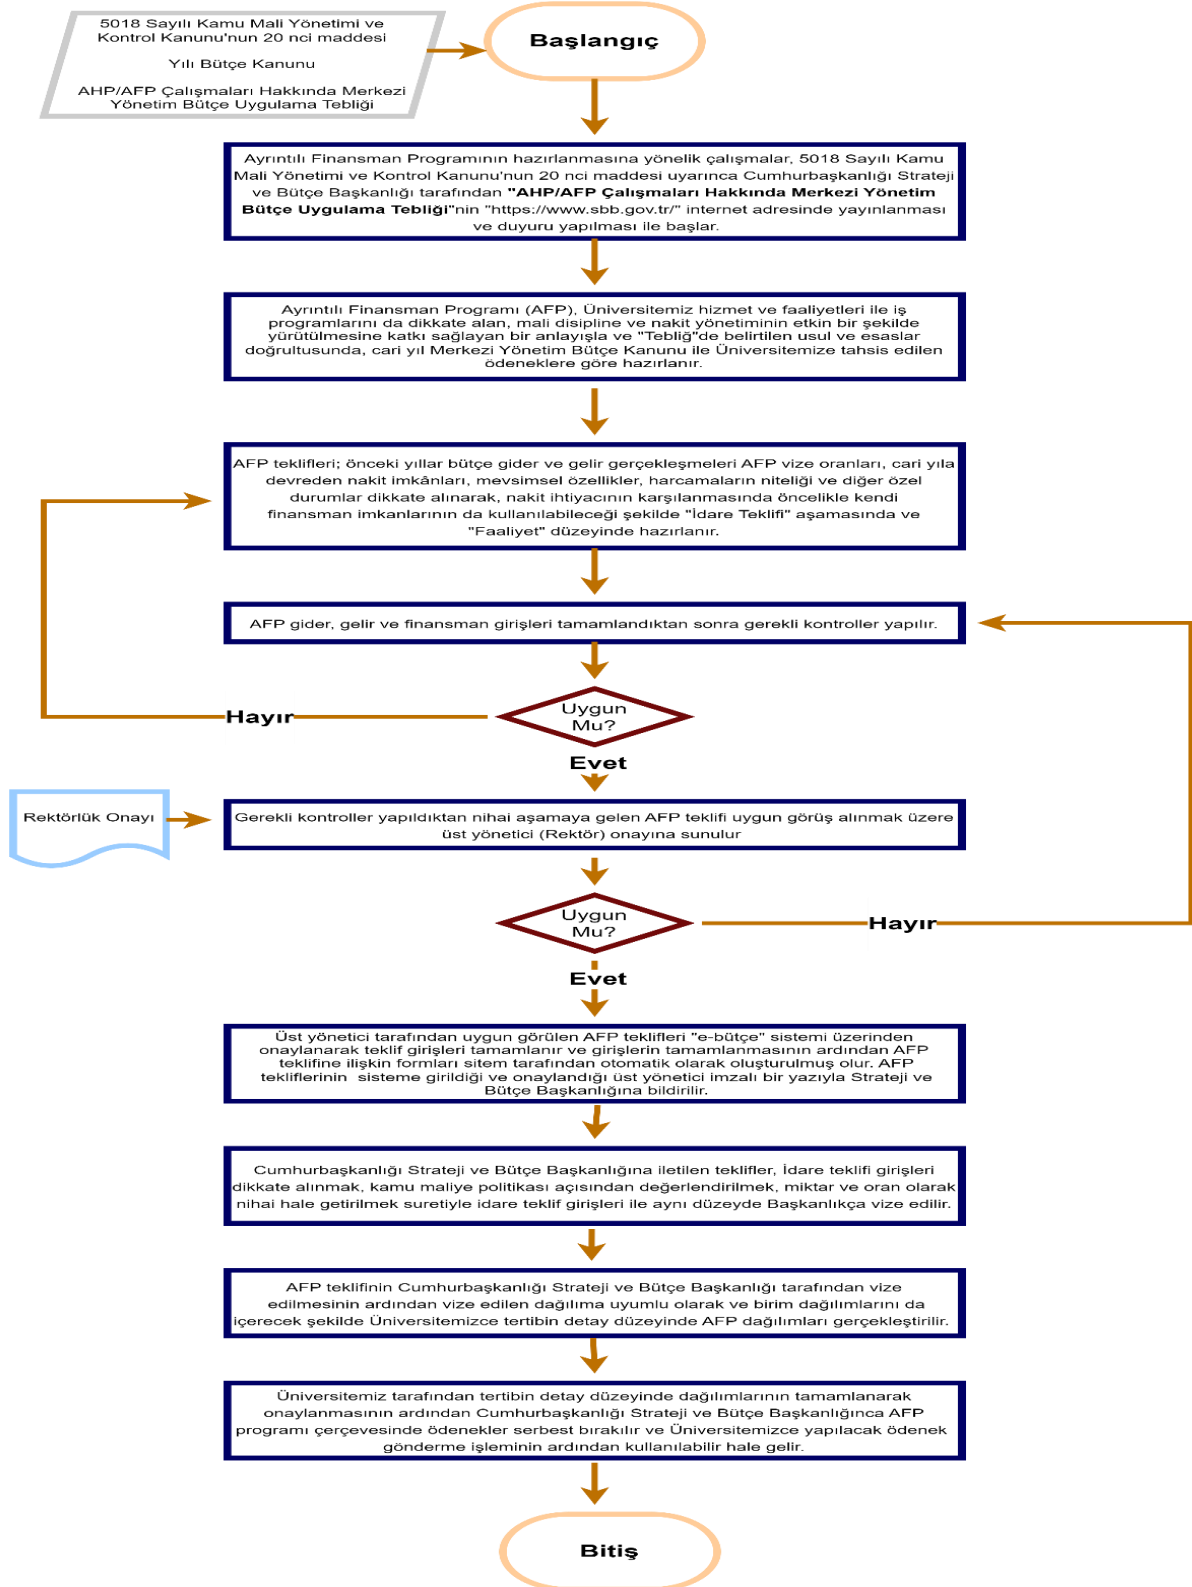 5018 Sayılı Kamu Mali Yönetimi ve
Kontrol Kanunu'nun 20 nci maddesi
Yılı Bütçe Kanunu
AHP/AFP Çalışmaları Hakkında Merkezi
Yönetim Bütçe Uygulama Tebliği
Başlangıç
Ayrıntılı Finansman Programının hazırlanmasına yönelik çalışmalar, 5018 Sayılı Kamu
Mali Yönetimi ve Kontrol Kanunu'nun 20 nci maddesi uyarınca Cumhurbaşkanlığı Strateji
ve Bütçe Başkanlığı tarafından "AHP/AFP Çalışmaları Hakkında Merkezi Yönetim
Bütçe Uygulama Tebliği"nin "https://www.sbb.gov.tr/" internet adresinde yayınlanması
ve duyuru yapılması ile başlar.
Ayrıntılı Finansman Programı (AFP), Üniversitemiz hizmet ve faaliyetleri ile iş
programlarını da dikkate alan, mali disipline ve nakit yönetiminin etkin bir şekilde
yürütülmesine katkı sağlayan bir anlayışla ve "Tebliğ"de belirtilen usul ve esaslar
doğrultusunda, cari yıl Merkezi Yönetim Bütçe Kanunu ile Üniversitemize tahsis edilen
ödeneklere göre hazırlanır.
AFP teklifleri; önceki yıllar bütçe gider ve gelir gerçekleşmeleri AFP vize oranları, cari yıla
devreden nakit imkânları, mevsimsel özellikler, harcamaların niteliği ve diğer özel
durumlar dikkate alınarak, nakit ihtiyacının karşılanmasında öncelikle kendi
finansman imkanlarının da kullanılabileceği şekilde "İdare Teklifi" aşamasında ve
"Faaliyet" düzeyinde hazırlanır.
AFP gider, gelir ve finansman girişleri tamamlandıktan sonra gerekli kontroller yapılır.
Uygun
Mu?
Hayır
Evet
Rektörlük Onayı
Gerekli kontroller yapıldıktan nihai aşamaya gelen AFP teklifi uygun görüş alınmak üzere
üst yönetici (Rektör) onayına sunulur
Uygun
Mu?
Hayır
Evet
Üst yönetici tarafından uygun görülen AFP teklifleri "e-bütçe" sistemi üzerinden
onaylanarak teklif girişleri tamamlanır ve girişlerin tamamlanmasının ardından AFP
teklifine ilişkin formları sitem tarafından otomatik olarak oluşturulmuş olur. AFP
tekliflerinin sisteme girildiği ve onaylandığı üst yönetici imzalı bir yazıyla Strateji ve
Bütçe Başkanlığına bildirilir.
Cumhurbaşkanlığı Strateji ve Bütçe Başkanlığına iletilen teklifler, İdare teklifi girişleri
dikkate alınmak, kamu maliye politikası açısından değerlendirilmek, miktar ve oran olarak
nihai hale getirilmek suretiyle idare teklif girişleri ile aynı düzeyde Başkanlıkça vize edilir.
AFP teklifinin Cumhurbaşkanlığı Strateji ve Bütçe Başkanlığı tarafından vize
edilmesinin ardından vize edilen dağılıma uyumlu olarak ve birim dağılımlarını da
içerecek şekilde Üniversitemizce tertibin detay düzeyinde AFP dağılımları gerçekleştirilir.
Üniversitemiz tarafından tertibin detay düzeyinde dağılımlarının tamamlanarak
onaylanmasının ardından Cumhurbaşkanlığı Strateji ve Bütçe Başkanlığınca AFP
programı çerçevesinde ödenekler serbest bırakılır ve Üniversitemizce yapılacak ödenek
gönderme işleminin ardından kullanılabilir hale gelir.
Bitiş